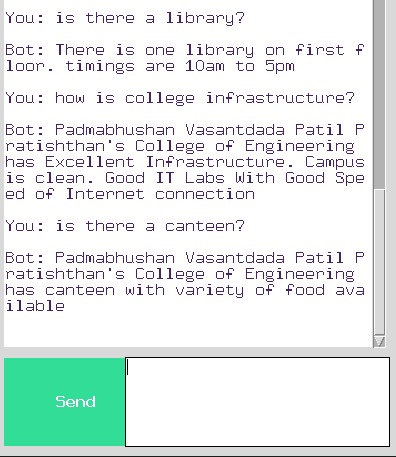 You: is there a library?
Bot: There is one library on first f
loor. timings are 10am to 5pm
You: how is college infrastructure?
Bot: Padmabhushan Vasantdada Patil P
ratishthan's College of Engineering
has Excellent Infrastructure. Campus
is clean. Good IT Labs With Good Spe
ed of Internet connection
You: is there a canteen?
Bot: Padmabhushan Vasantdada Patil P
ratishthan's College of Engineering
has canteen with variety of food ava
ilable
Send